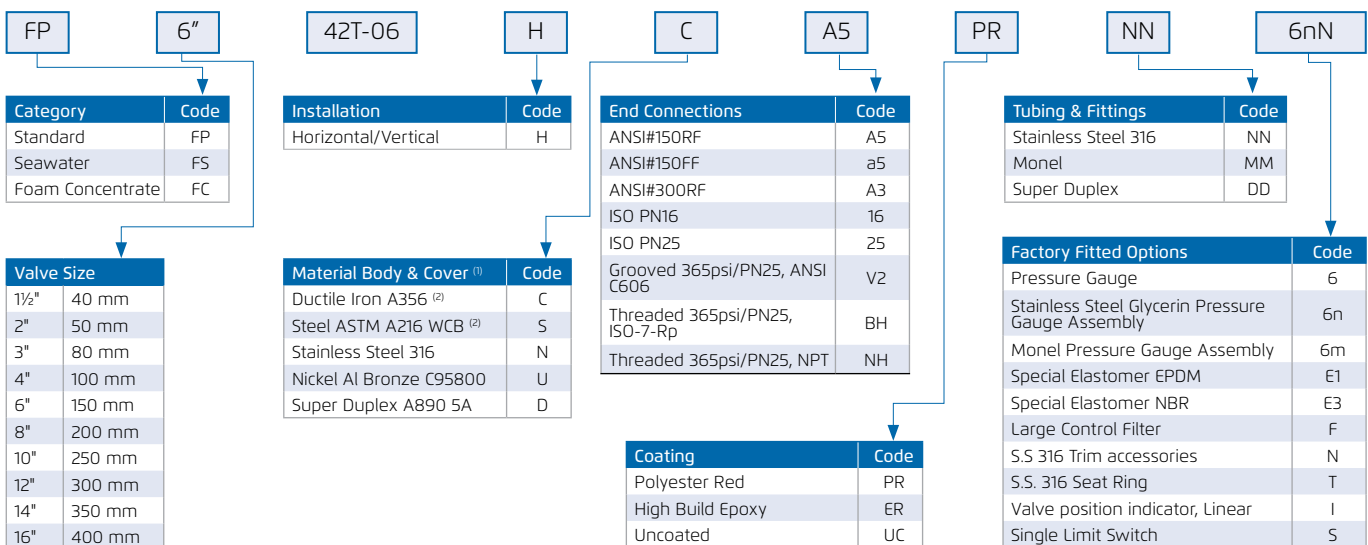 FP 6" 42T-06 H C A5 PR NN 6nN
Category Code
Standard FP
Seawater FS
Foam Concentrate FC
Valve Size
1½" 40 mm
2" 50 mm
3" 80 mm
4" 100 mm
6" 150 mm
8" 200 mm
10" 250 mm
12" 300 mm
14" 350 mm
16" 400 mm
Installation Code
Horizontal/Vertical H
Material Body & Cover (1) Code
Ductile Iron A356 (2) C
Steel ASTM A216 WCB (2) S
Stainless Steel 316 N
Nickel Al Bronze C95800 U
Super Duplex A890 5A D
End Connections Code
ANSI#150RF A5
ANSI#150FF a5
ANSI#300RF A3
ISO PN16 16
ISO PN25 25
Grooved 365psi/PN25, ANSI
C606 V2
Threaded 365psi/PN25,
ISO-7-Rp BH
Threaded 365psi/PN25, NPT NH
Coating Code
Polyester Red PR
High Build Epoxy ER
Uncoated UC
Tubing & Fittings Code
Stainless Steel 316 NN
Monel MM
Super Duplex DD
Factory Fitted Options Code
Pressure Gauge 6
Stainless Steel Glycerin Pressure
Gauge Assembly 6n
Monel Pressure Gauge Assembly 6m
Special Elastomer EPDM E1
Special Elastomer NBR E3
Large Control Filter F
S.S 316 Trim accessories N
S.S. 316 Seat Ring T
Valve position indicator, Linear I
Single Limit Switch S